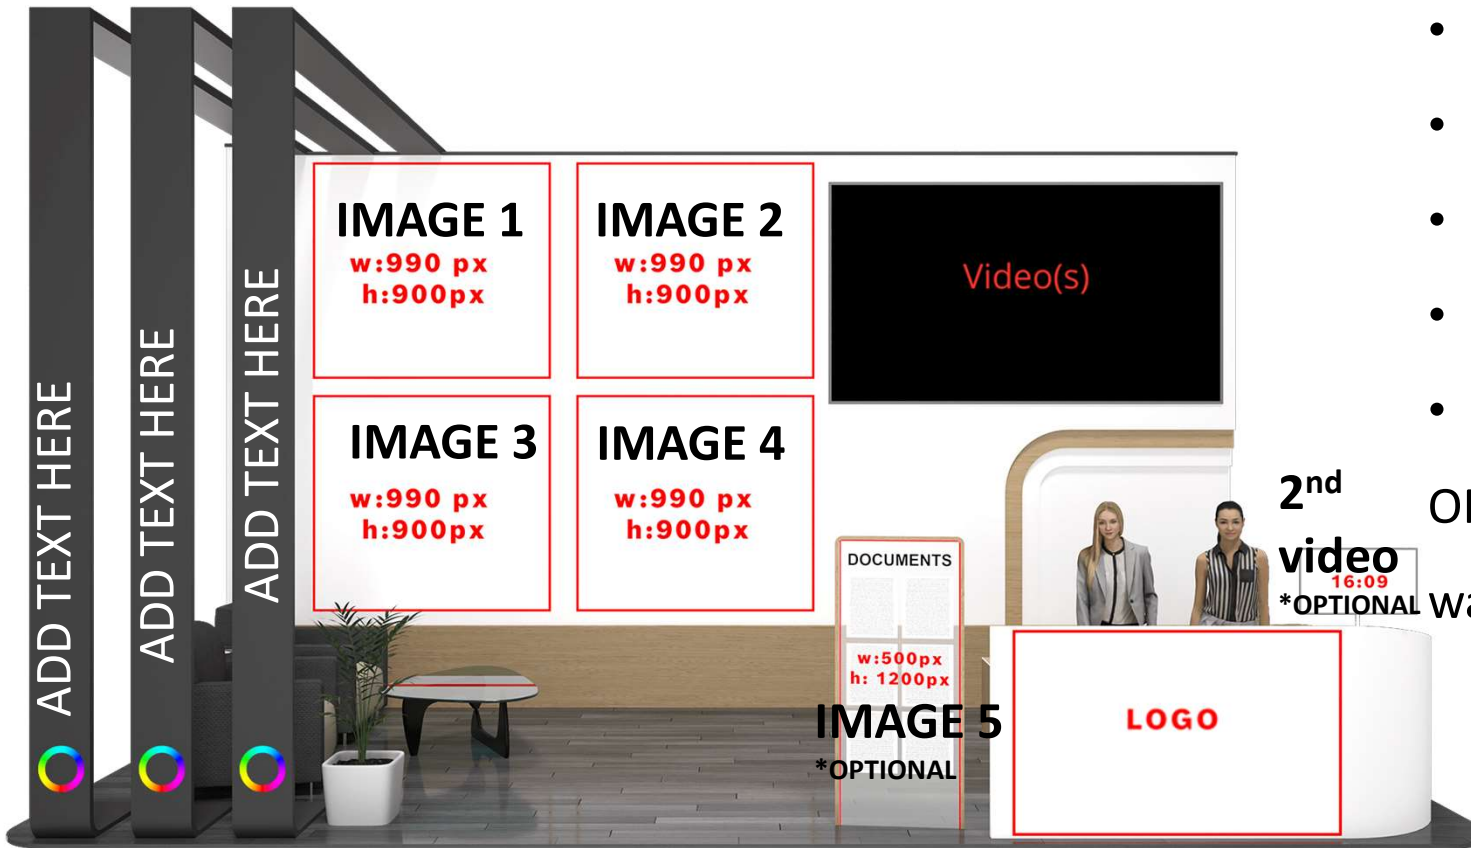 ADD TEXT HERE
ADD TEXT HERE
ADD TEXT HERE
IMAGE 1
w:990 px
h:900px
IMAGE 2
w:990 px
h:900px
Video(s)
IMAGE 3
w:990 px
h:900px
IMAGE 4
w:990 px
h:900px
2nd
video
*OPTIONAL
16:09
DOCUMENTS
w:500px
h: 1200px
IMAGE 5
*OPTIONAL
LOGO